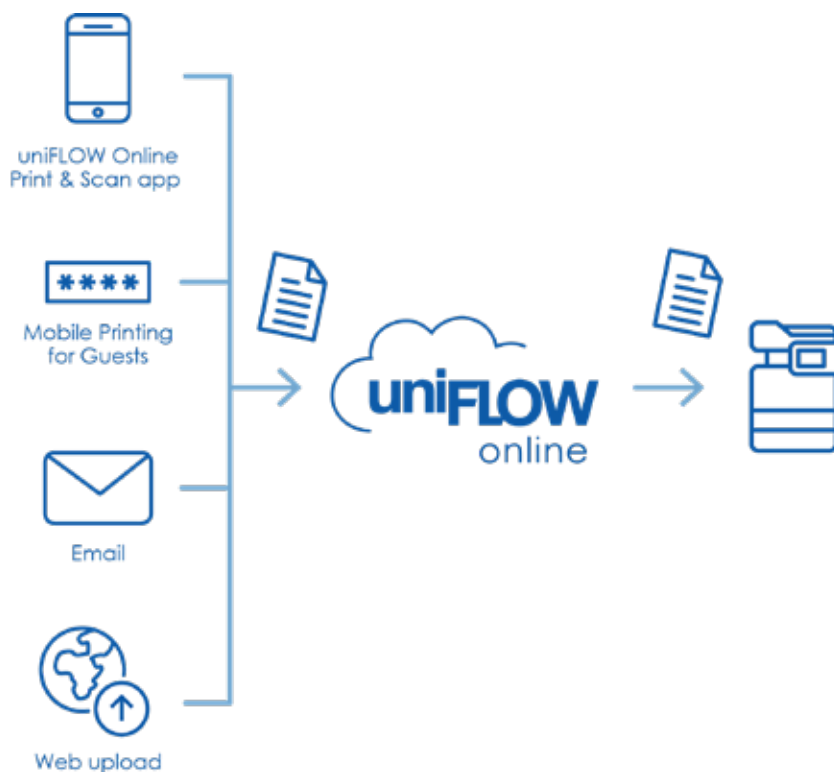 uniFLOW Online
Print & Scan app
****
Mobile Printing
for Guests
uniFLOW
online
Email
Web upload